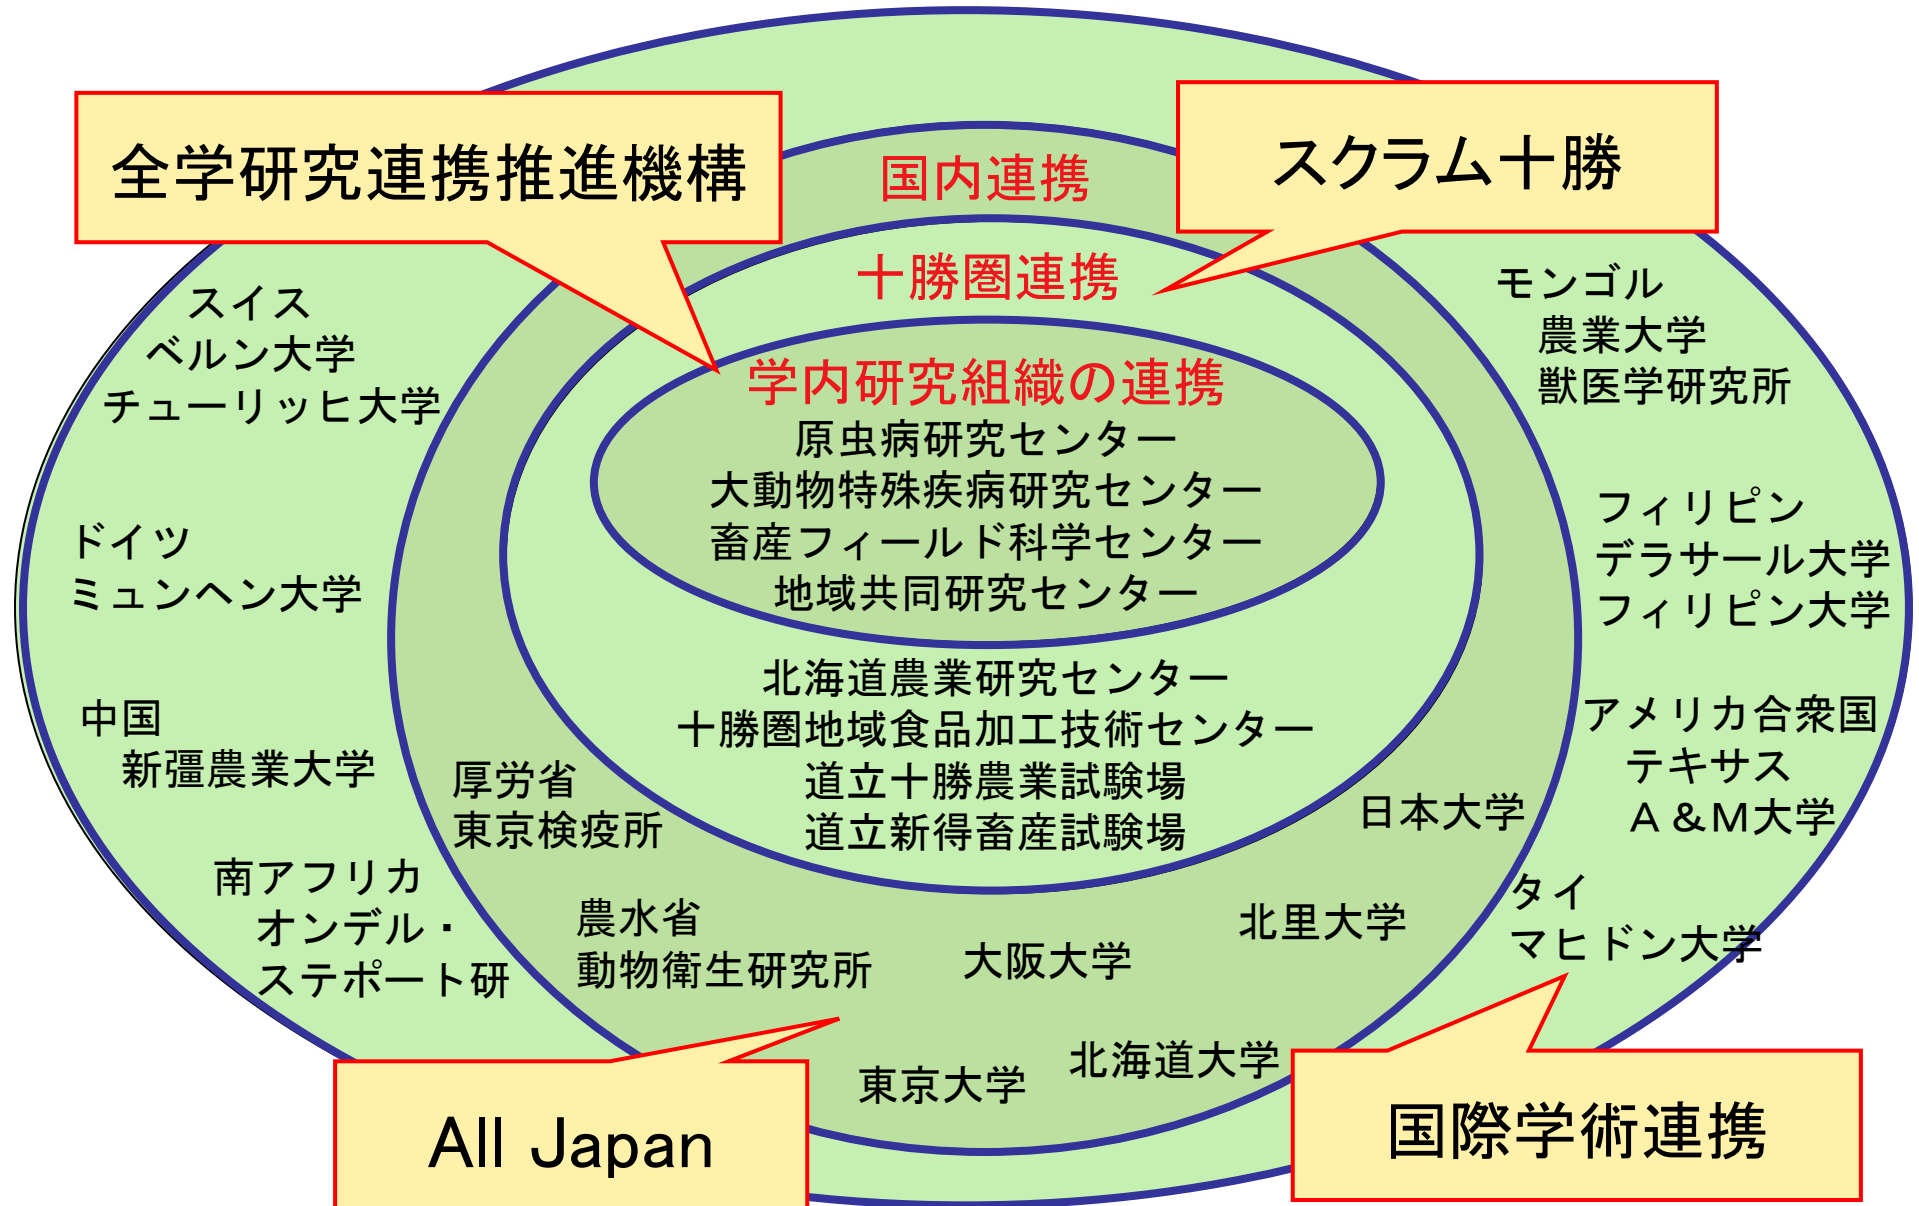 全学研究連携推進機構
スクラム十勝
国内連携
十勝圏連携
学内研究組織の連携
原虫病研究センター
大動物特殊疾病研究センター
畜産フィールド科学センター
地域共同研究センター
北海道農業研究センター
十勝圏地域食品加工技術センター
道立十勝農業試験場
道立新得畜産試験場
スイス
ベルン大学
チューリッヒ大学
ドイツ
ミュンヘン大学
中国
新彊農業大学
南アフリカ
オンデル・
ステポート研
厚労省
東京検疫所
農水省
動物衛生研究所
大阪大学
東京大学
北海道大学
北里大学
日本大学
モンゴル
農業大学
獣医学研究所
フィリピン
デラサール大学
フィリピン大学
アメリカ合衆国
テキサス
A&M大学
タイ
マヒドン大学
All Japan
国際学術連携